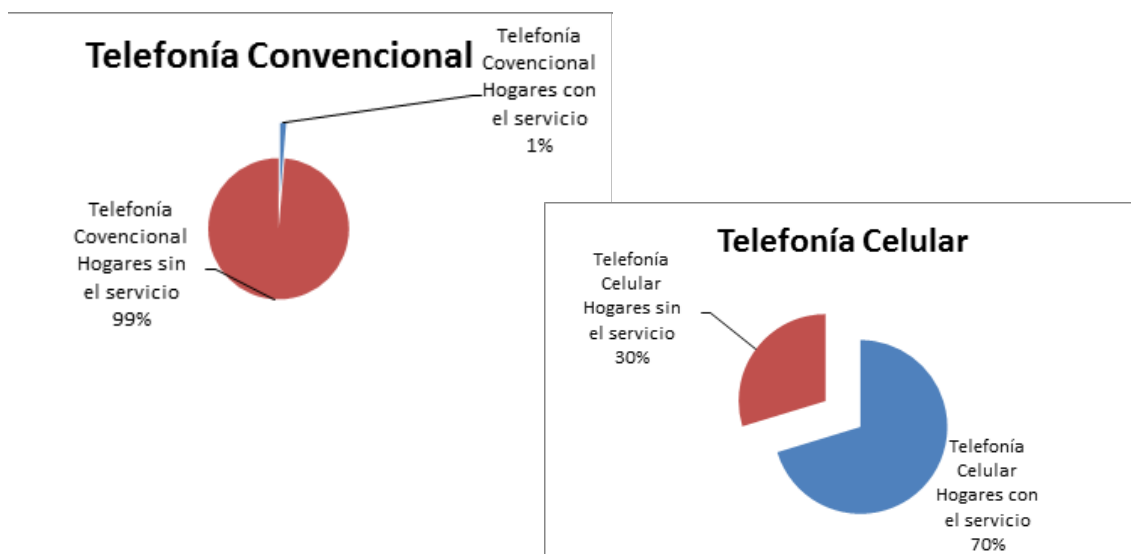 Telefonía Convencional
Telefonía
Covencional
Hogares con
el servicio
1%
Telefonía
Covencional
Hogares sin
el servicio
99%
Telefonía Celular
Telefonía
Celular
Hogares sin
el servicio
30%
Telefonía
Celular
Hogares con
el servicio
70%